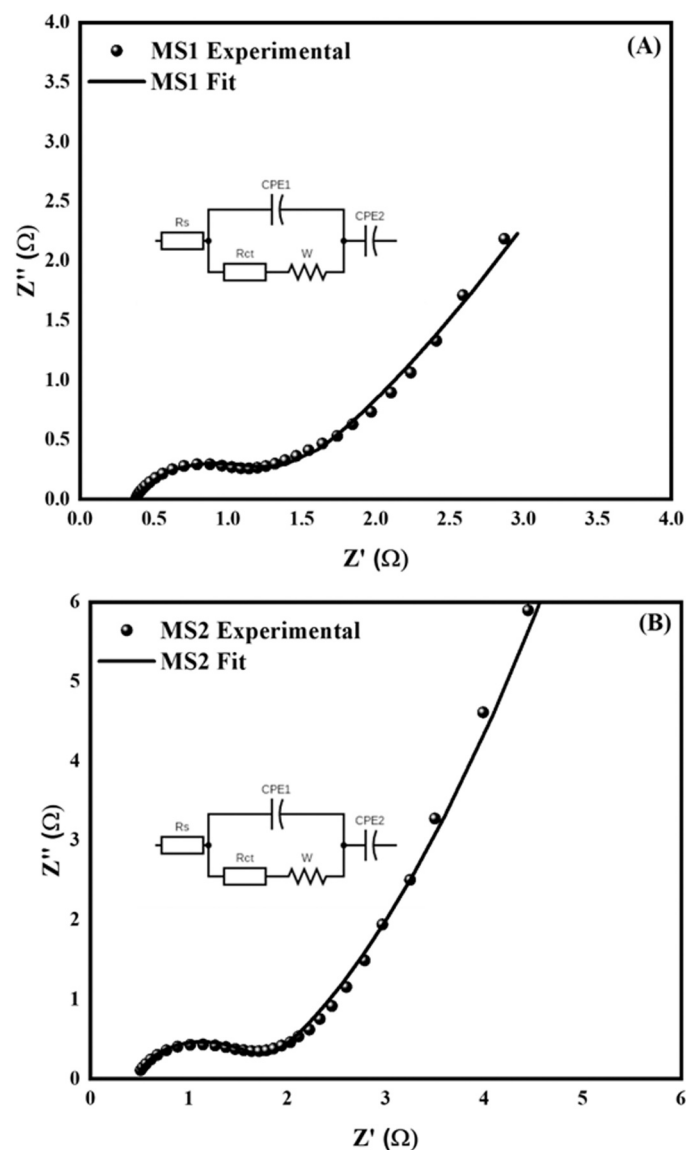 4.0
(A)
MS1 Experimental
MS1 Fit
3.5
3.0
2.5
2.0
1.5
1.0
0.5
0.0
Z'' (Ω)
CPE1
CPE2
Rs
Rct
W
0.0 0.5 1.0 1.5 2.0 2.5 3.0 3.5 4.0
Z' (Ω)
6
(B)
MS2 Experimental
MS2 Fit
5
4
3
2
1
0
Z'' (Ω)
CPE1
CPE2
Rs
Rct
W
0 1 2 3 4 5 6
Z' (Ω)